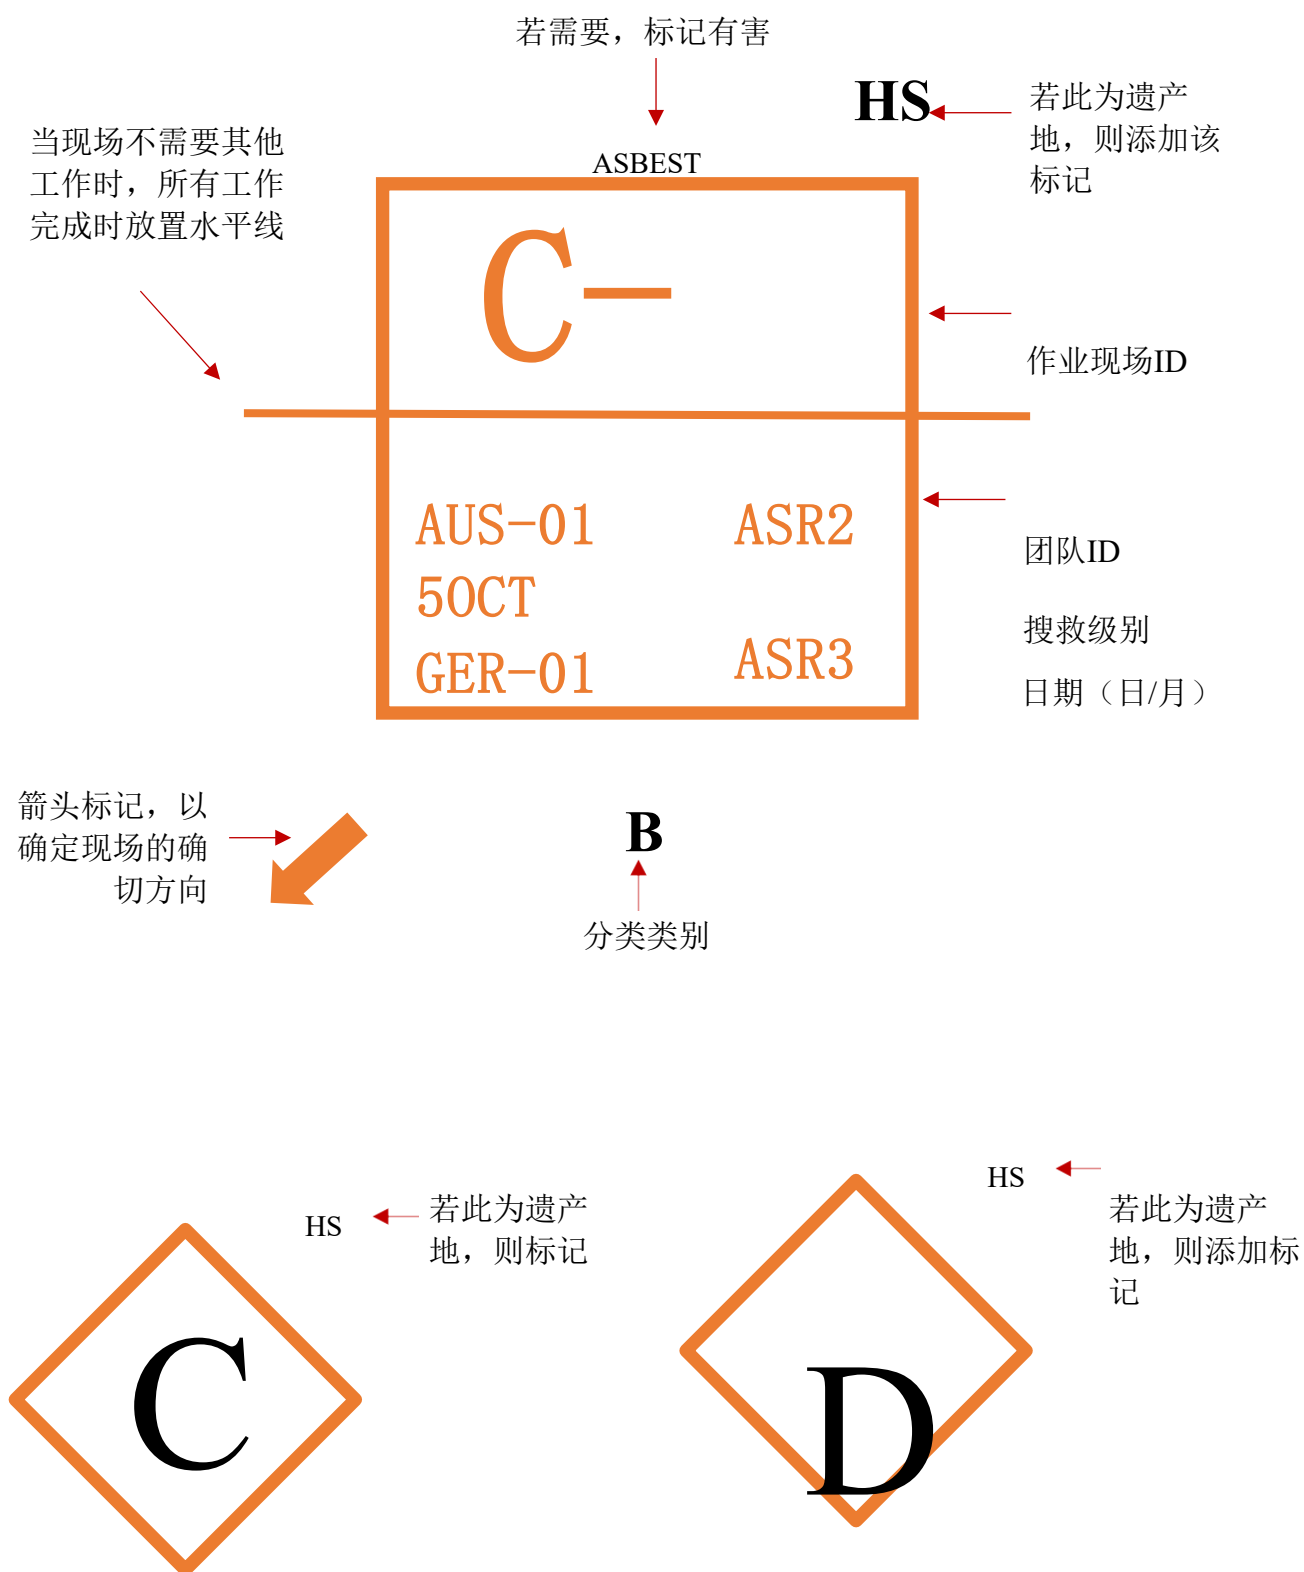 若需要，标记有害
HS
若此为遗产
地，则添加该
标记
当现场不需要其他
工作时，所有工作
完成时放置水平线
ASBEST
C-
作业现场ID
AUS-01 ASR2
5OCT
GER-01 ASR3
团队ID
搜救级别
日期（日/月）
箭头标记，以
确定现场的确
切方向
B
分类类别
HS
若此为遗产
地，则标记
C
HS
若此为遗产
地，则添加标
记
D